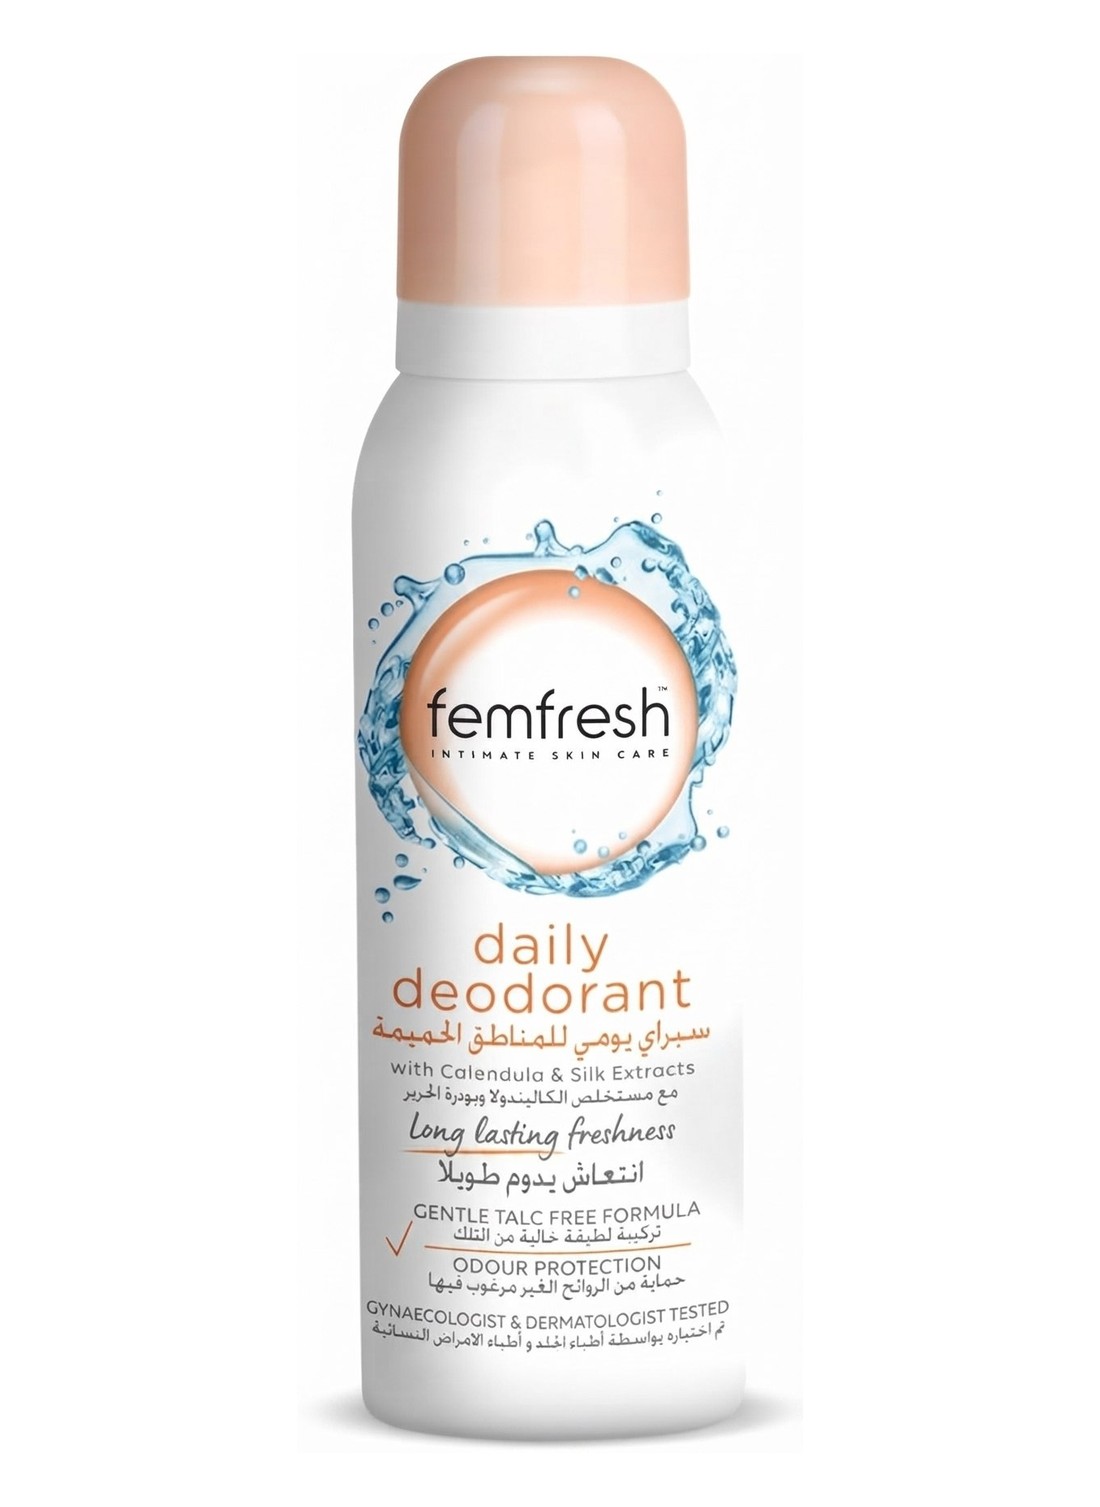 femfresh™
INTIMATE SKIN CARE
daily
deodorant
سبراي يومي للمناطق الحميمة
with Calendula & Silk Extracts
مع مستخلص الكاليندولا وبودرة الحرير
Long lasting freshness
انتعاش يدوم طويلا
GENTLE TALC FREE FORMULA
تركيبة لطيفة خالية من التلك
ODOUR PROTECTION
حماية من الروائح الغير مرغوب فيها
GYNAECOLOGIST & DERMATOLOGIST TESTED
تم اختباره بواسطة أطباء الجلد و أطباء الامراض النسائية